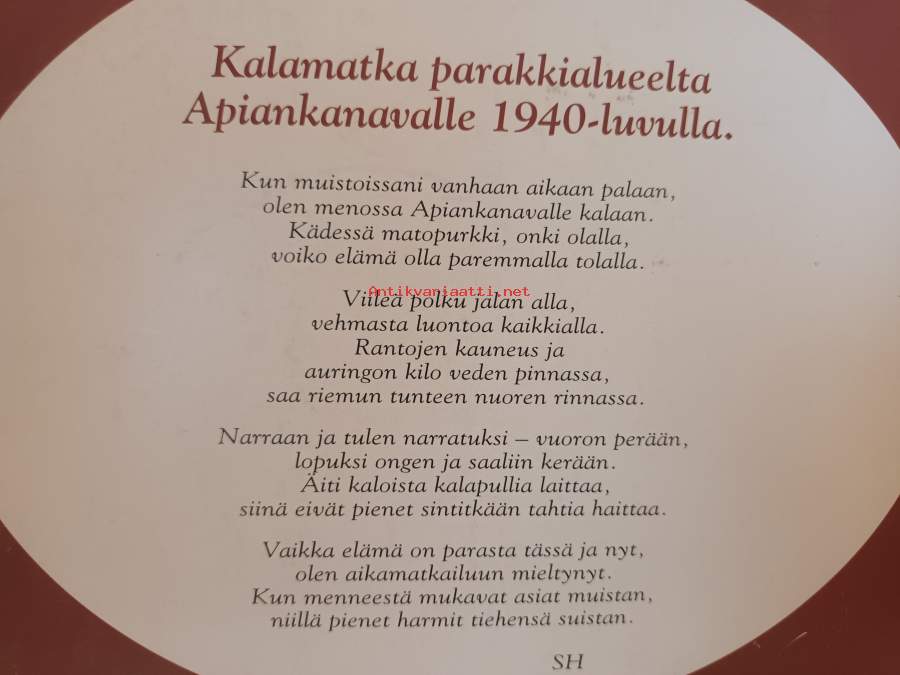 Kalamatka parakkialueelta
Apiankanavalle 1940-luvulla.
Kun muistoissani vanhaan aikaan palaan,
olen menossa Apiankanavalle kalaan.
Kädessä matopurkki, onki olalla,
voiko elämä olla paremmalla tolalla.
Antikvariaatti.net
Viileä polku jalan alla,
vehmasta luontoa kaikkialla.
Rantojen kauneus ja
auringon kilo veden pinnassa,
saa riemun tunteen nuoren rinnassa.
Narraan ja tulen narratuksi – vuoron perään,
lopuksi ongen ja saaliin kerään.
Äiti kaloista kalapullia laittaa,
siinä eivät pienet sintitkään tahtia haittaa.
Vaikka elämä on parasta tässä ja nyt,
olen aikamatkailuun mieltynyt.
Kun menneestä mukavat asiat muistan,
niillä pienet harmit tiehensä suistan.
SH